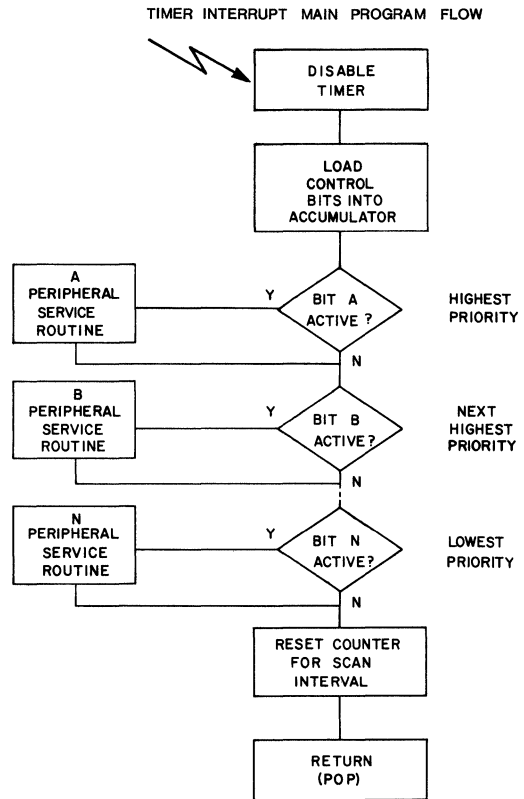 TIMER INTERRUPT MAIN PROGRAM FLOW
DISABLE
TIMER
LOAD
CONTROL
BITS INTO
ACCUMULATOR
A
PERIPHERAL
SERVICE
ROUTINE
Y
BIT A
ACTIVE?
HIGHEST
PRIORITY
N
B
PERIPHERAL
SERVICE
ROUTINE
Y
BIT B
ACTIVE?
NEXT
HIGHEST
PRIORITY
N
N
PERIPHERAL
SERVICE
ROUTINE
Y
BIT N
ACTIVE?
LOWEST
PRIORITY
N
RESET COUNTER
FOR SCAN
INTERVAL
RETURN
(POP)